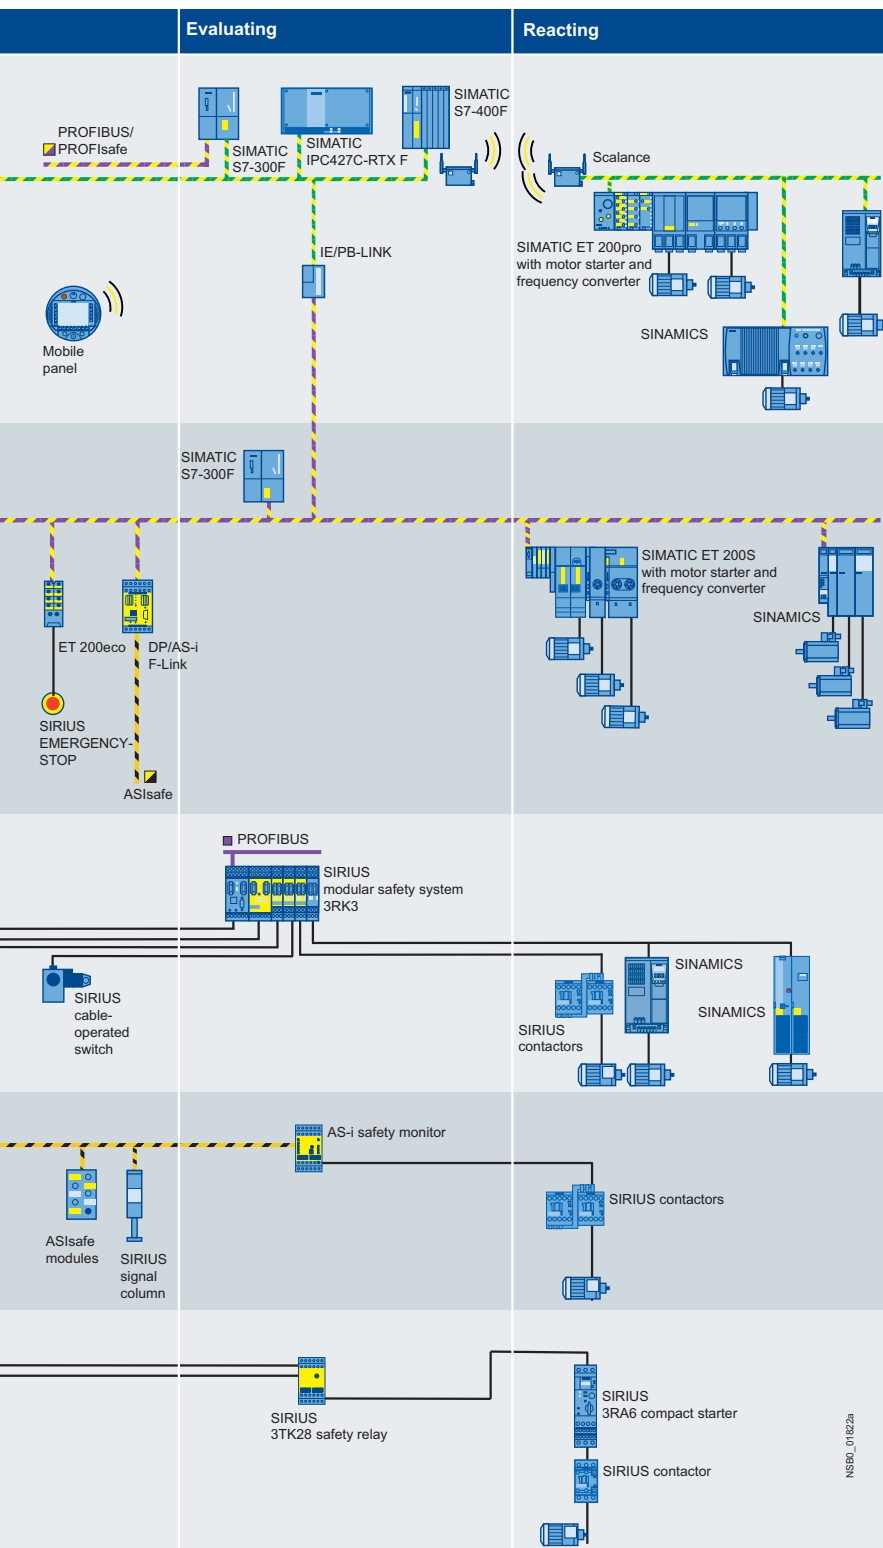 Evaluating
Reacting
PROFIBUS/
PROFIsafe
SIMATIC
S7-300F
SIMATIC
IPC427C-RTX F
SIMATIC
S7-400F
Scalance
SIMATIC ET 200pro
with motor starter and
frequency converter
IE/PB-LINK
SINAMICS
Mobile
panel
SIMATIC
S7-300F
SIMATIC ET 200S
with motor starter and
frequency converter
SINAMICS
ET 200eco
DP/AS-i
F-Link
SIRIUS
EMERGENCY-
STOP
ASIsafe
PROFIBUS
SIRIUS
modular safety system
3RK3
SIRIUS
cable-
operated
switch
SIRIUS
contactors
SINAMICS
SINAMICS
AS-i safety monitor
SIRIUS contactors
ASIsafe
modules
SIRIUS
signal
column
SIRIUS
3TK28 safety relay
SIRIUS
3RA6 compact starter
SIRIUS contactor
NSB0_01822a